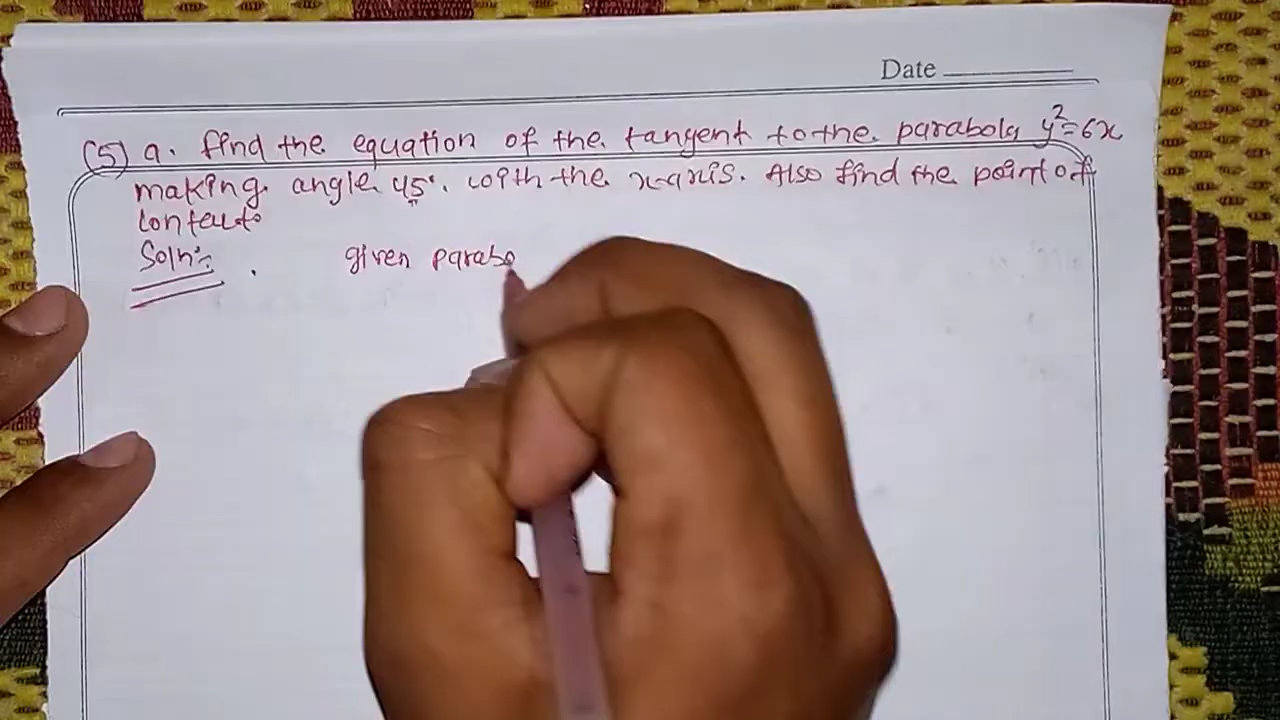 Date
(5) a. find the equation of the tangent to the parabola y²=6x
making angle 45°. with the x-axis. Also find the point of
contact.
Solnः
given parabo